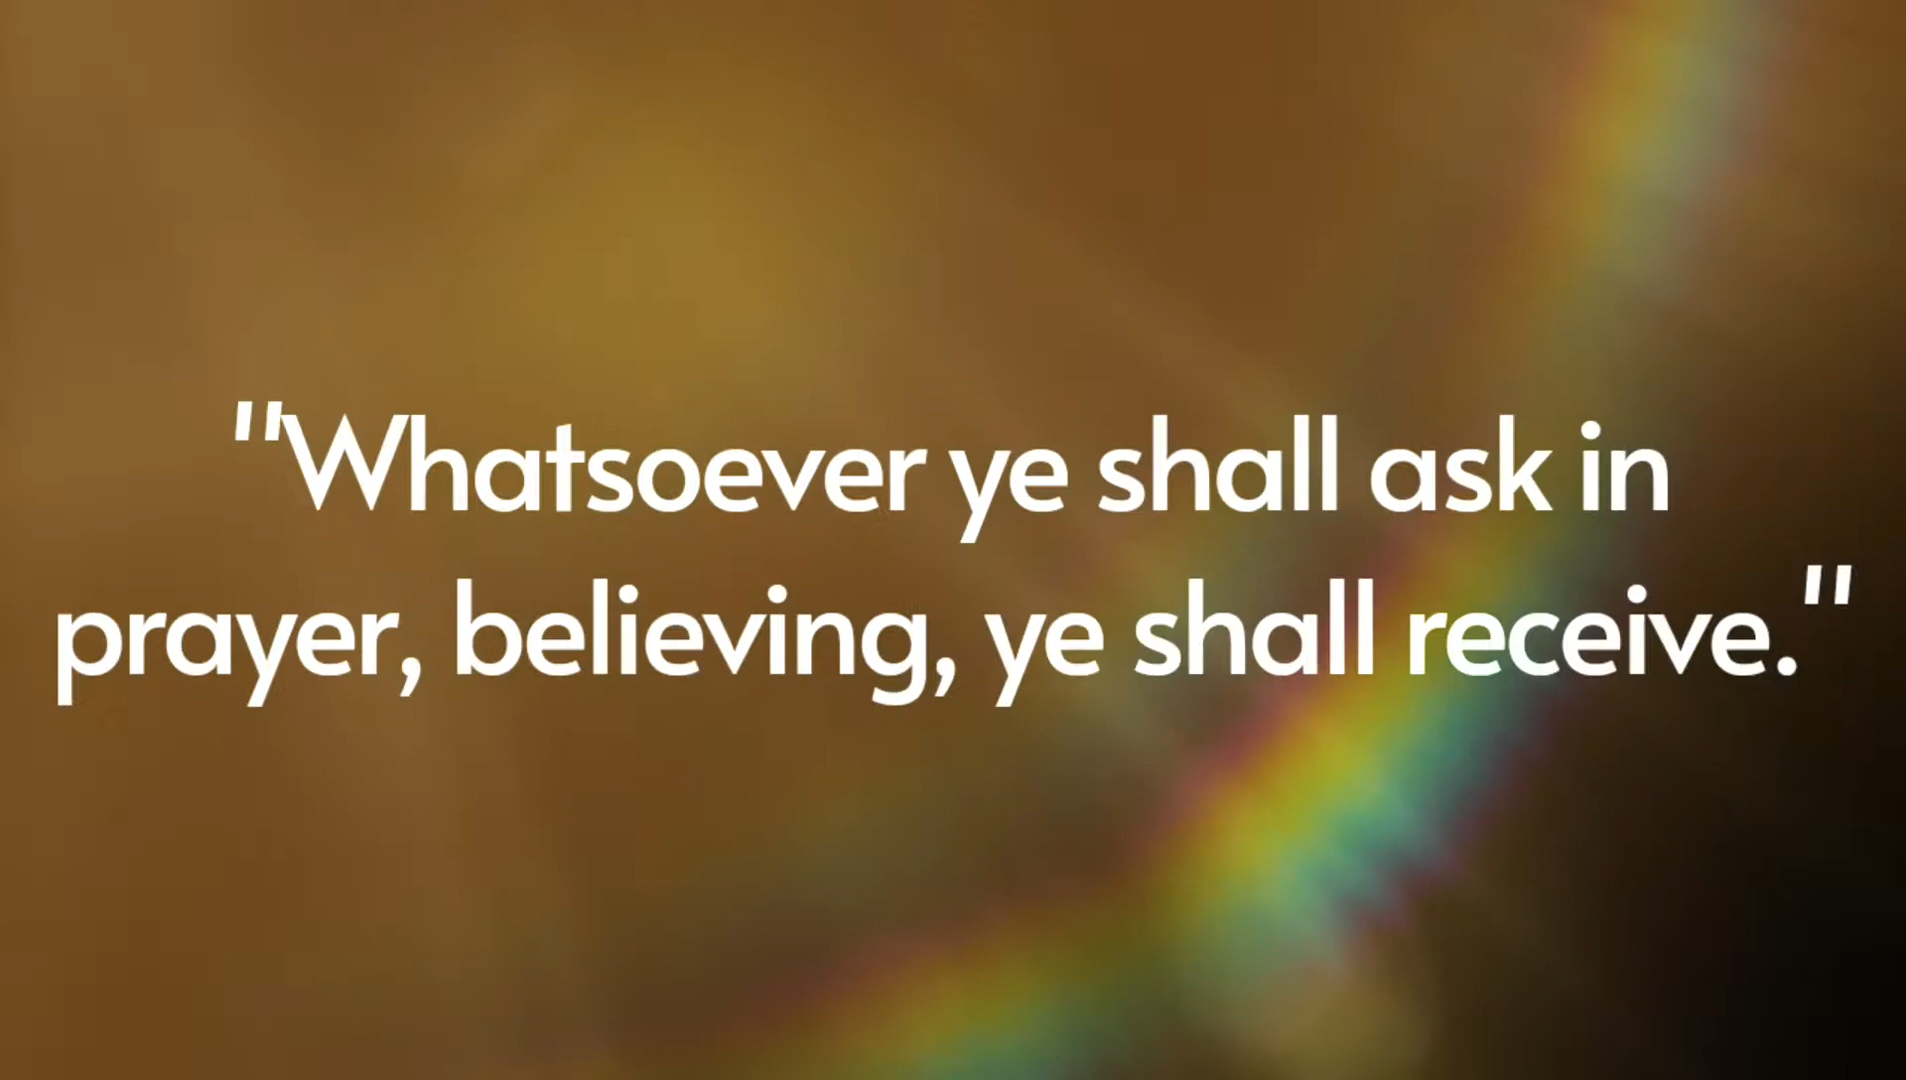 "Whatsoever ye shall ask in
prayer, believing, ye shall receive."